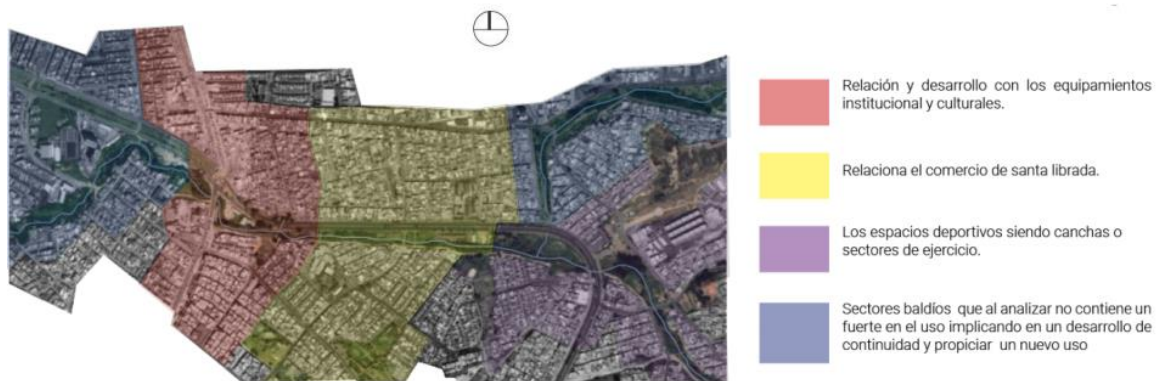 Relación y desarrollo con los equipamientos
institucional y culturales.
Relaciona el comercio de santa librada.
Los espacios deportivos siendo canchas o
sectores de ejercicio.
Sectores baldíos que al analizar no contiene un
fuerte en el uso implicando en un desarrollo de
continuidad y propiciar un nuevo uso